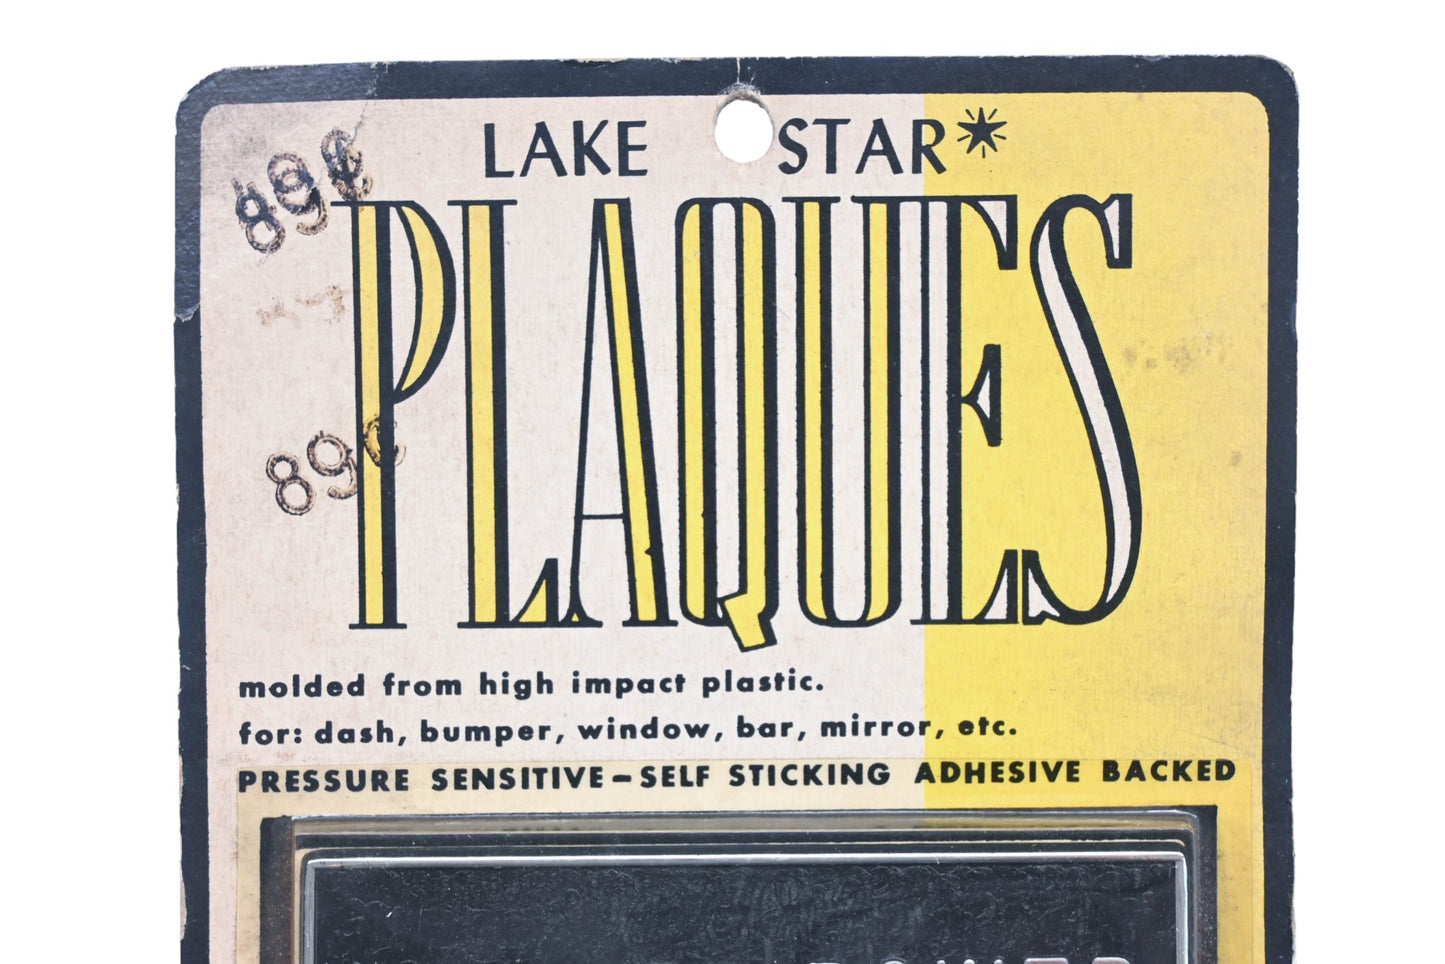 LAKE STAR*
PLAQUES
89¢
89¢
molded from high impact plastic.
for: dash, bumper, window, bar, mirror, etc.
PRESSURE SENSITIVE–SELF STICKING ADHESIVE BACKED